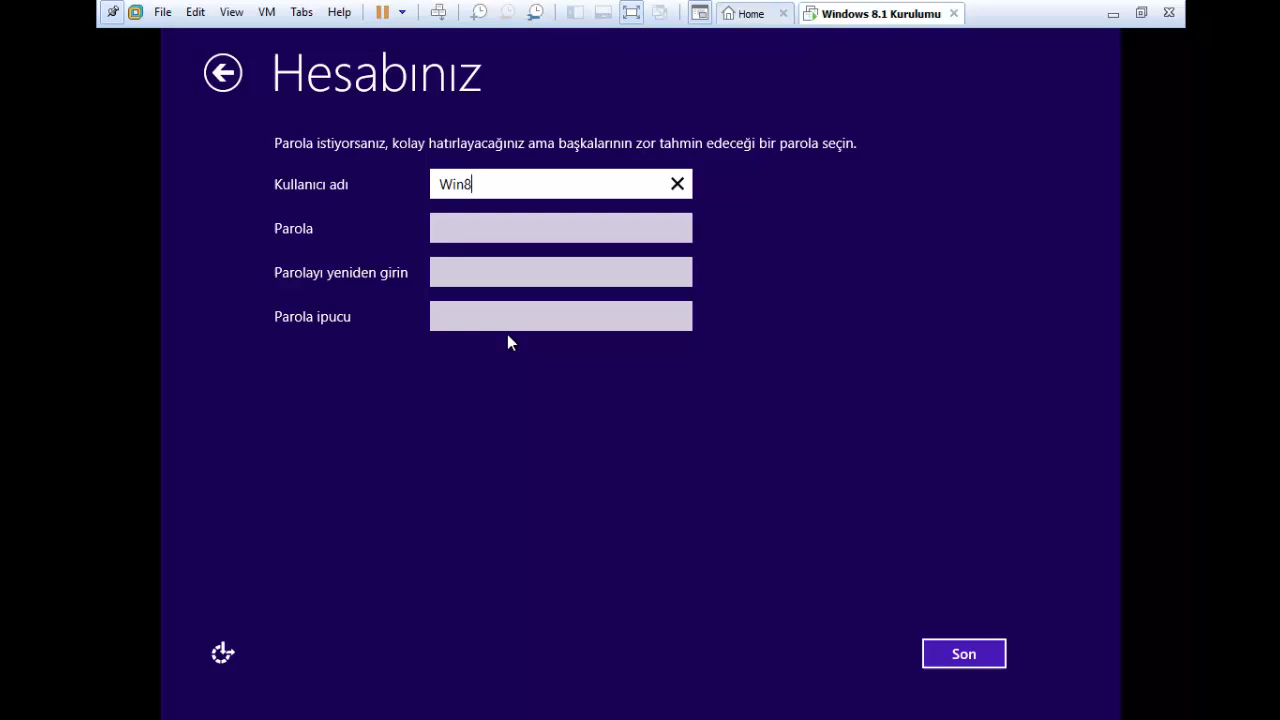 File Edit View VM Tabs Help Home Windows 8.1 Kurulumu
Hesabınız
Parola istiyorsanız, kolay hatırlayacağınız ama başkalarının zor tahmin edeceği bir parola seçin.
Kullanıcı adı Win8
Parola
Parolayı yeniden girin
Parola ipucu
Son